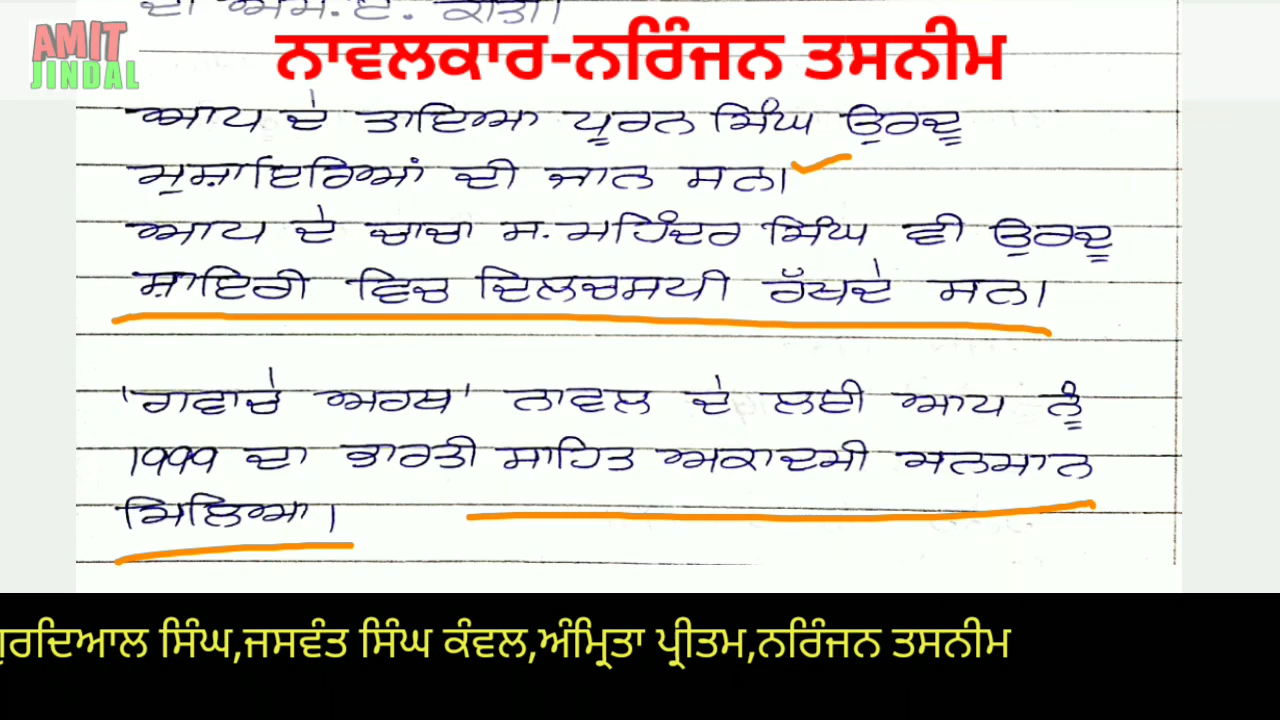 ਦੀ ਐਮ. ਏ. ਕੀਤੀ।
AMIT
JINDAL
ਨਾਵਲਕਾਰ-ਨਰਿੰਜਨ ਤਸਨੀਮ
ਆਪ ਦੇ ਤਾਇਆ ਪੂਰਨ ਸਿੰਘ ਉਰਦੂ
ਮੁਸ਼ਾਇਰਿਆਂ ਦੀ ਜਾਨ ਸਨ।
ਆਪ ਦੇ ਚਾਚਾ ਸ. ਮਹਿੰਦਰ ਸਿੰਘ ਵੀ ਉਰਦੂ
ਸ਼ਾਇਰੀ ਵਿਚ ਦਿਲਚਸਪੀ ਰੱਖਦੇ ਸਨ।
'ਗਵਾਚੇ ਅਰਥ' ਨਾਵਲ ਦੇ ਲਈ ਆਪ ਨੂੰ
1999 ਦਾ ਭਾਰਤੀ ਸਾਹਿਤ ਅਕਾਦਮੀ ਸਨਮਾਨ
ਮਿਲਿਆ।
ਗੁਰਦਿਆਲ ਸਿੰਘ,ਜਸਵੰਤ ਸਿੰਘ ਕੰਵਲ,ਅੰਮ੍ਰਿਤਾ ਪ੍ਰੀਤਮ,ਨਰਿੰਜਨ ਤਸਨੀਮ